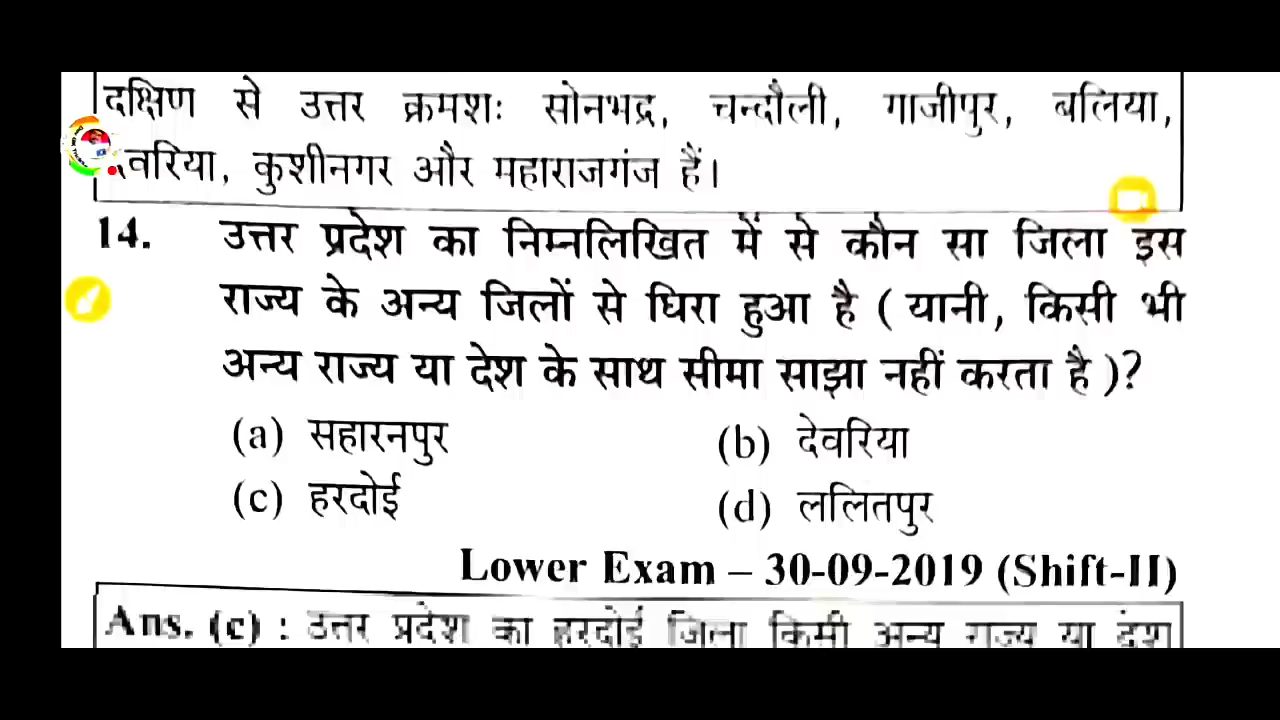 दक्षिण से उत्तर क्रमशः सोनभद्र, चन्दौली, गाजीपुर, बलिया,
देवरिया, कुशीनगर और महाराजगंज हैं।
14. उत्तर प्रदेश का निम्नलिखित में से कौन सा जिला इस
राज्य के अन्य जिलों से घिरा हुआ है ( यानी, किसी भी
अन्य राज्य या देश के साथ सीमा साझा नहीं करता है )?
(a) सहारनपुर (b) देवरिया
(c) हरदोई (d) ललितपुर
Lower Exam – 30-09-2019 (Shift-II)
Ans. (c) : उत्तर प्रदेश का हरदोई जिला किसी अन्य राज्य या देश